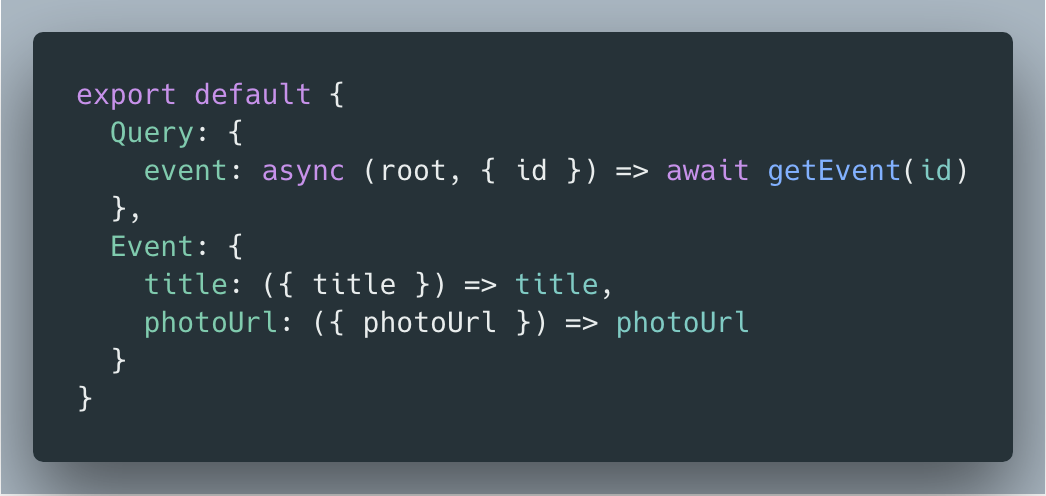 export default {
  Query: {
    event: async (root, { id }) => await getEvent(id)
  },
  Event: {
    title: ({ title }) => title,
    photoUrl: ({ photoUrl }) => photoUrl
  }
}